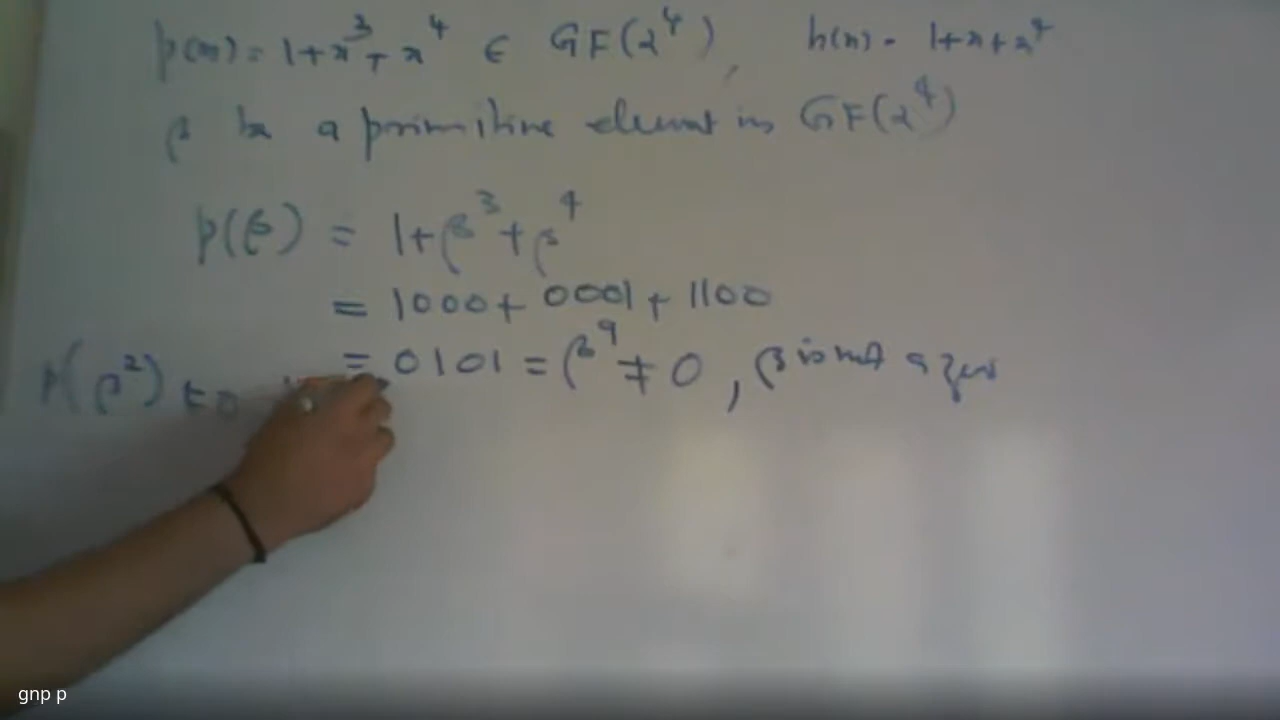 p(x) = 1+x³+x⁴ ∈ GF(2⁴), h(x) = 1+x+x⁴
β be a primitive element in GF(2⁴)
p(β) = 1+β³+β⁴
= 1000+0001+1100
= 0101 = β⁹ ≠ 0, β is not a zero
p(β²)
gnp p